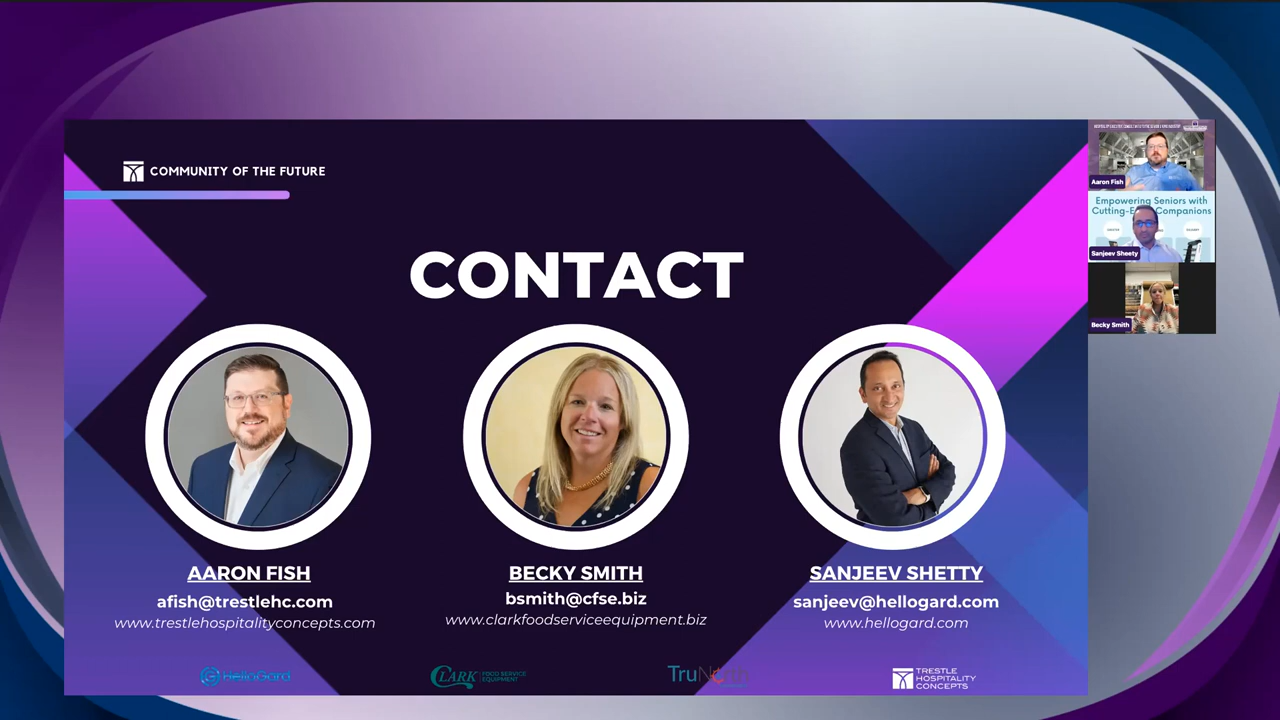 COMMUNITY OF THE FUTURE
CONTACT
AARON FISH
afish@trestlehc.com
www.trestlehospitalityconcepts.com
BECKY SMITH
bsmith@cfse.biz
www.clarkfoodserviceequipment.biz
SANJEEV SHETTY
sanjeev@hellogard.com
www.hellogard.com
HelloGard
CLARK FOOD SERVICE
EQUIPMENT
TruNorth
TRESTLE
HOSPITALITY
CONCEPTS
Aaron Fish
Empowering Seniors with
Cutting-E Companions
Sanjeev Sheety
Becky Smith